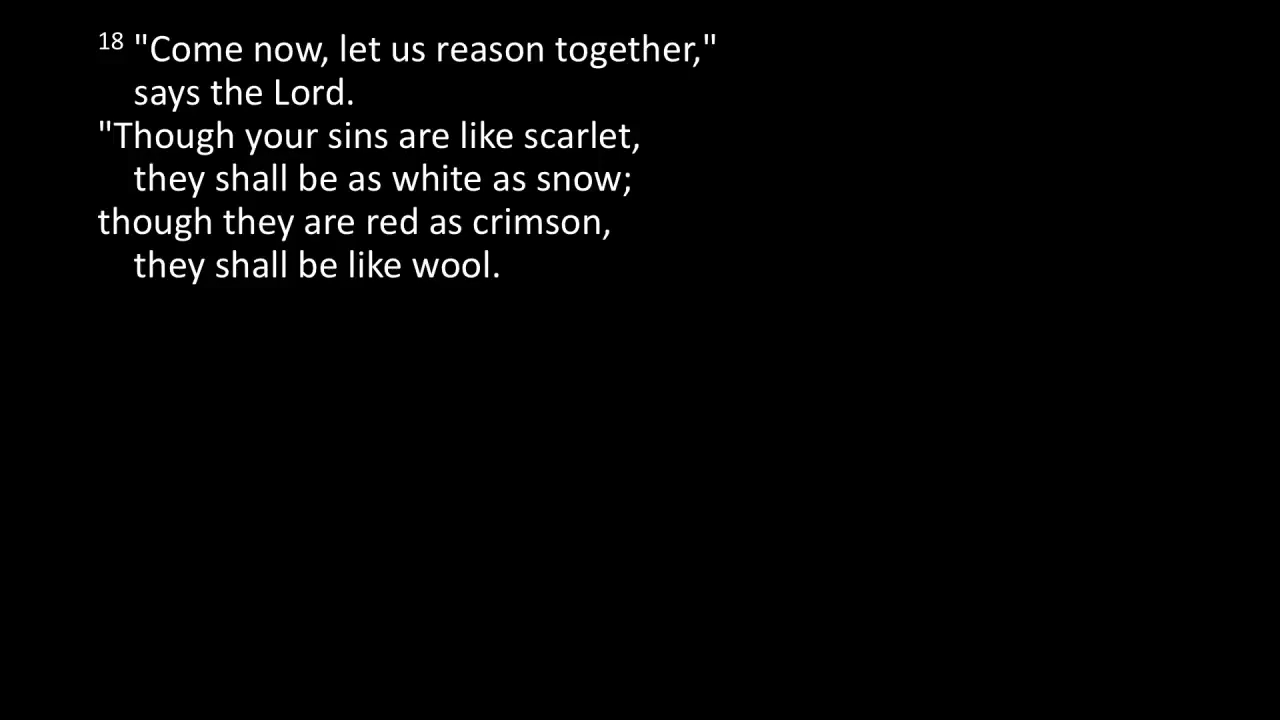 18 "Come now, let us reason together,"
says the Lord.
"Though your sins are like scarlet,
they shall be as white as snow;
though they are red as crimson,
they shall be like wool.